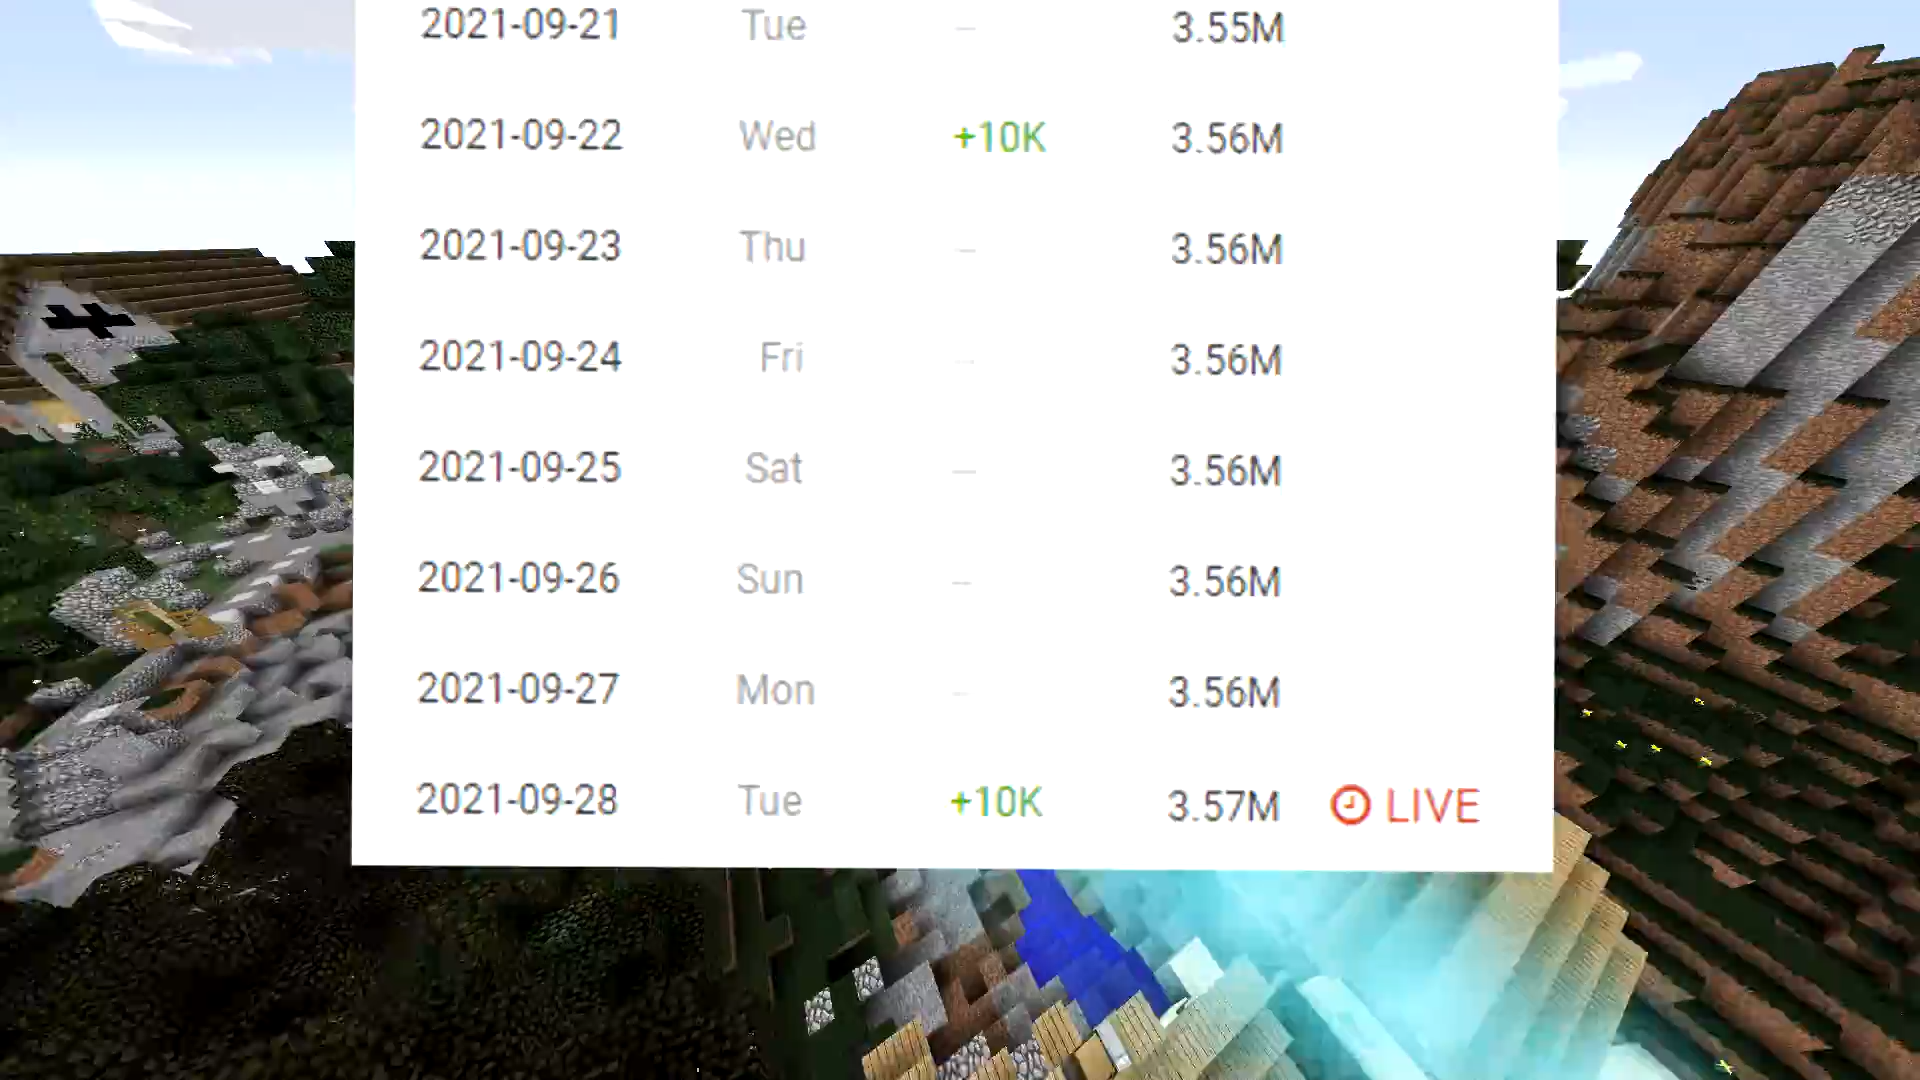 2021-09-21 Tue – 3.55M
2021-09-22 Wed +10K 3.56M
2021-09-23 Thu – 3.56M
2021-09-24 Fri – 3.56M
2021-09-25 Sat – 3.56M
2021-09-26 Sun – 3.56M
2021-09-27 Mon – 3.56M
2021-09-28 Tue +10K 3.57M LIVE